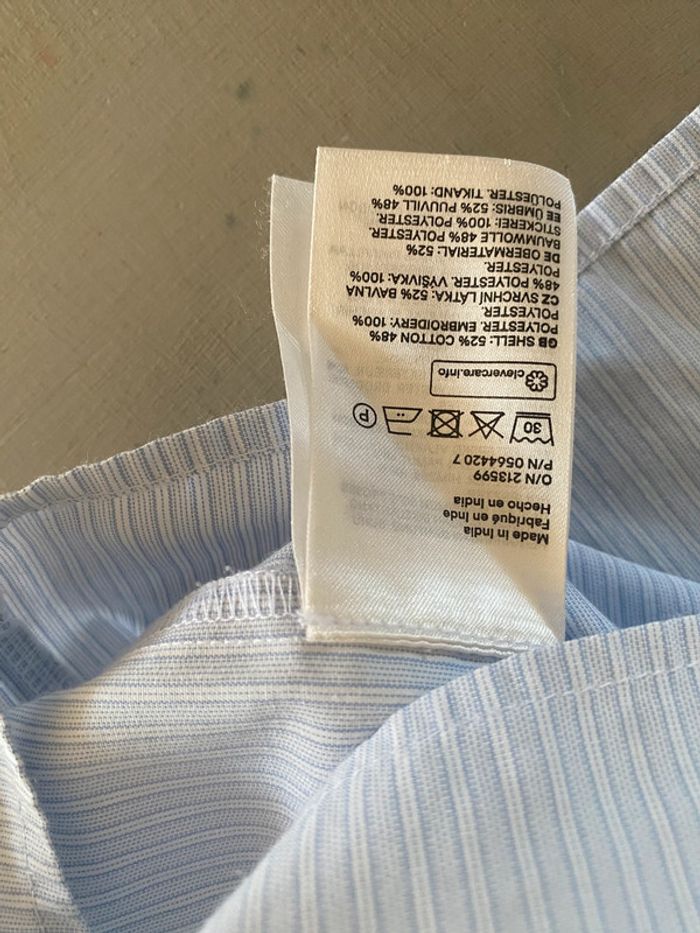 Made in India
Fabriqué en Inde
Hecho en India
O/N 213599
P/N 0564420 7
30
P
clevercare.info
GB SHELL: 52% COTTON 48%
POLYESTER. EMBROIDERY: 100%
POLYESTER.
CZ SVRCHNÍ LÁTKA: 52% BAVLNA
48% POLYESTER. VÝŠIVKA: 100%
POLYESTER.
DE OBERMATERIAL: 52%
BAUMWOLLE 48% POLYESTER.
STICKEREI: 100% POLYESTER.
EE ÜMBRIS: 52% PUUVILL 48%
POLÜESTER. TIKAND: 100%